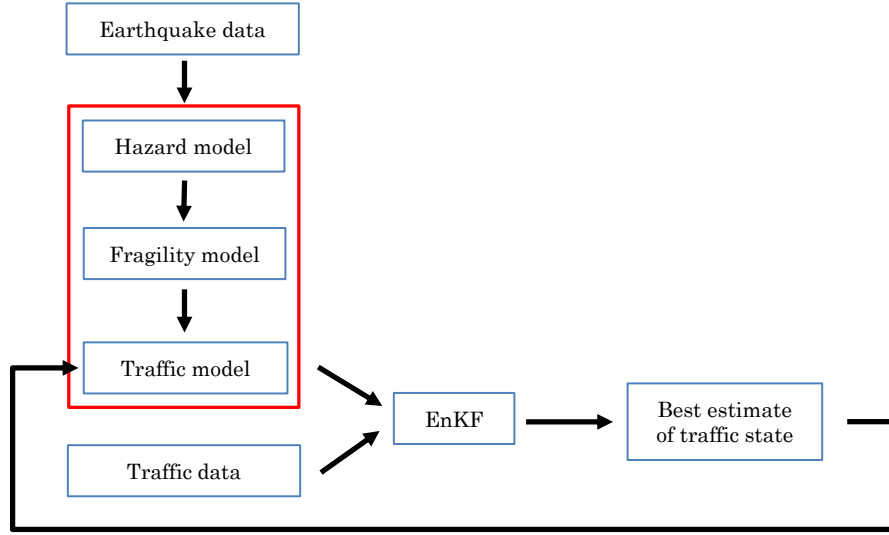 Earthquake data
Hazard model
Fragility model
Traffic model
Traffic data
EnKF
Best estimate
of traffic state